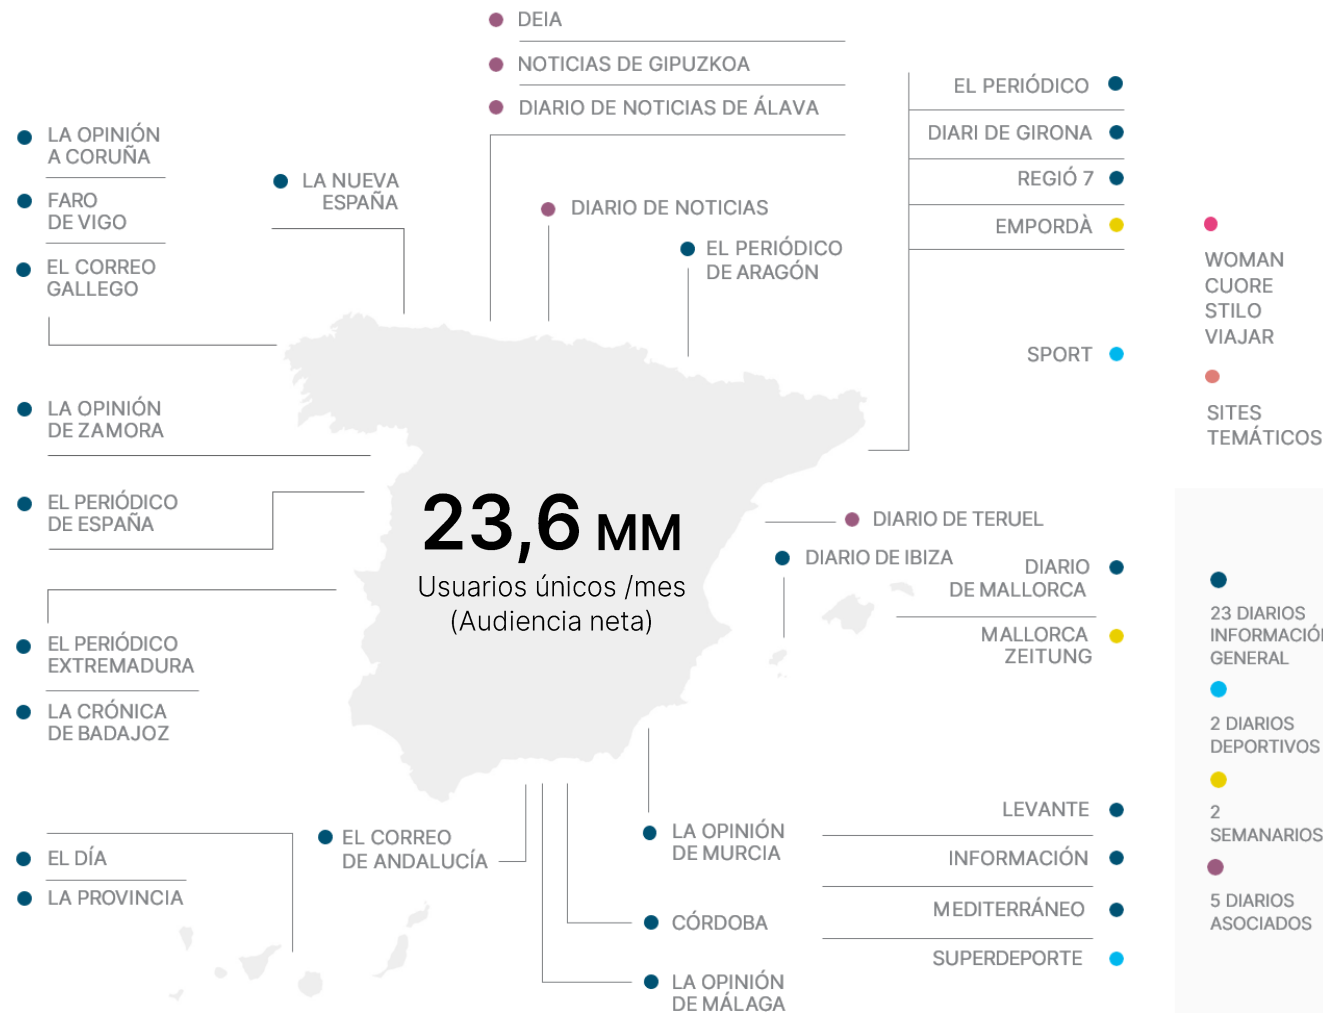 DEIA
NOTICIAS DE GIPUZKOA
DIARIO DE NOTICIAS DE ÁLAVA
LA OPINIÓN
A CORUÑA
FARO
DE VIGO
EL CORREO
GALLEGO
LA NUEVA
ESPAÑA
DIARIO DE NOTICIAS
EL PERIÓDICO
DE ARAGÓN
EL PERIÓDICO
DIARI DE GIRONA
REGIÓ 7
EMPORDÀ
SPORT
WOMAN
CUORE
STILO
VIAJAR
SITES
TEMÁTICOS
LA OPINIÓN
DE ZAMORA
EL PERIÓDICO
DE ESPAÑA
23,6 MM
Usuarios únicos /mes
(Audiencia neta)
DIARIO DE TERUEL
DIARIO DE IBIZA
DIARIO
DE MALLORCA
MALLORCA
ZEITUNG
EL PERIÓDICO
EXTREMADURA
LA CRÓNICA
DE BADAJOZ
EL DÍA
LA PROVINCIA
EL CORREO
DE ANDALUCÍA
LA OPINIÓN
DE MURCIA
CÓRDOBA
LA OPINIÓN
DE MÁLAGA
LEVANTE
INFORMACIÓN
MEDITERRÁNEO
SUPERDEPORTE
23 DIARIOS
INFORMACIÓN
GENERAL
2 DIARIOS
DEPORTIVOS
2
SEMANARIOS
5 DIARIOS
ASOCIADOS